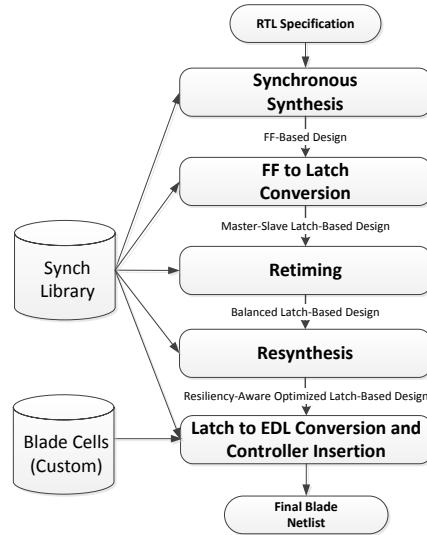 RTL Specification
Synchronous
Synthesis
FF-Based Design
FF to Latch
Conversion
Master-Slave Latch-Based Design
Synch
Library
Retiming
Balanced Latch-Based Design
Resynthesis
Resiliency-Aware Optimized Latch-Based Design
Blade Cells
(Custom)
Latch to EDL Conversion and
Controller Insertion
Final Blade
Netlist